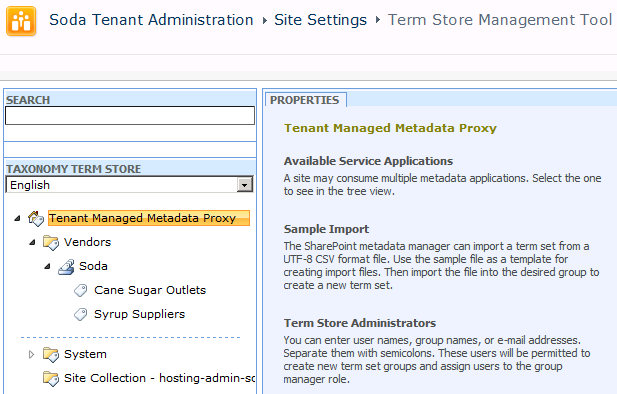 Soda Tenant Administration Site Settings Term Store Management Tool
SEARCH
TAXONOMY TERM STORE
English
Tenant Managed Metadata Proxy
Vendors
Soda
Cane Sugar Outlets
Syrup Suppliers
System
Site Collection - hosting-admin-sc
PROPERTIES
Tenant Managed Metadata Proxy
Available Service Applications
A site may consume multiple metadata applications. Select the one
to see in the tree view.
Sample Import
The SharePoint metadata manager can import a term set from a
UTF-8 CSV format file. Use the sample file as a template for
creating import files. Then import the file into the desired group to
create a new term set.
Term Store Administrators
You can enter user names, group names, or e-mail addresses.
Separate them with semicolons. These users will be permitted to
create new term set groups and assign users to the group
manager role.